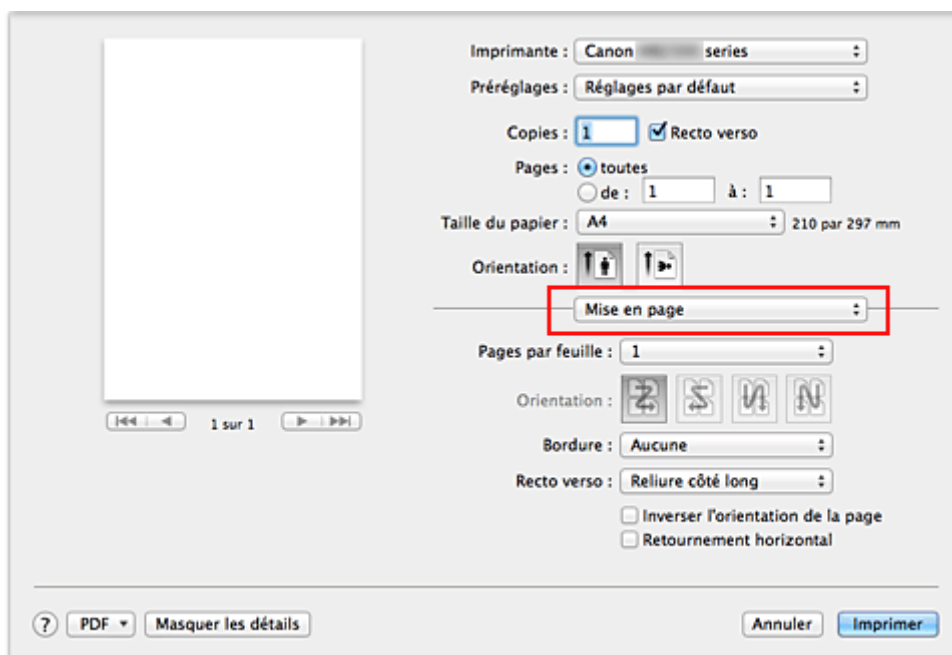 Imprimante : Canon series
Préréglages : Réglages par défaut
Copies : 1 Recto verso
Pages : toutes
de : 1 à : 1
Taille du papier : A4 210 par 297 mm
Orientation :
Mise en page
Pages par feuille : 1
Orientation :
Bordure : Aucune
Recto verso : Reliure côté long
Inverser l'orientation de la page
Retournement horizontal
1 sur 1
? PDF Masquer les détails Annuler Imprimer